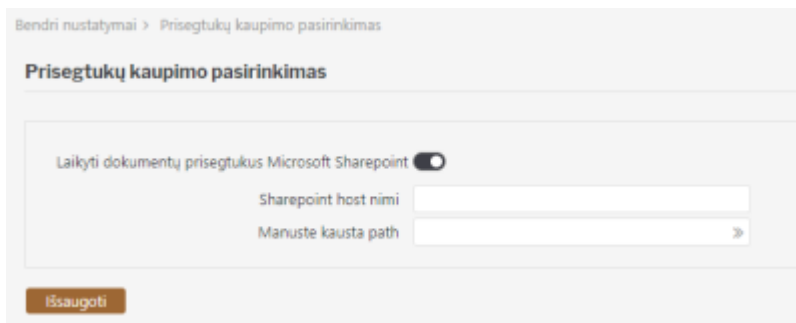 Bendri nustatymai > Prisegtukų kaupimo pasirinkimas
Prisegtukų kaupimo pasirinkimas
Laikyti dokumentų prisegtukus Microsoft Sharepoint
Sharepoint host nimi
Manuste kausta path
Išsaugoti